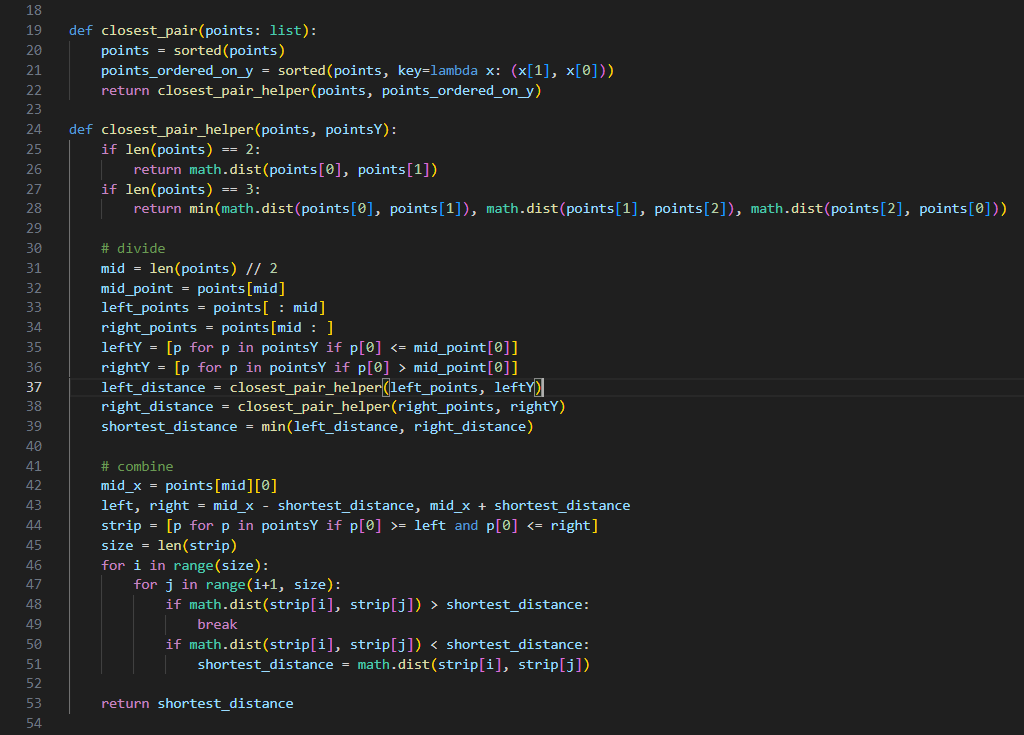 18
19 def closest_pair(points: list):
20     points = sorted(points)
21     points_ordered_on_y = sorted(points, key=lambda x: (x[1], x[0]))
22     return closest_pair_helper(points, points_ordered_on_y)
23
24 def closest_pair_helper(points, pointsY):
25     if len(points) == 2:
26         return math.dist(points[0], points[1])
27     if len(points) == 3:
28         return min(math.dist(points[0], points[1]), math.dist(points[1], points[2]), math.dist(points[2], points[0]))
29
30     # divide
31     mid = len(points) // 2
32     mid_point = points[mid]
33     left_points = points[ : mid]
34     right_points = points[mid : ]
35     leftY = [p for p in pointsY if p[0] <= mid_point[0]]
36     rightY = [p for p in pointsY if p[0] > mid_point[0]]
37     left_distance = closest_pair_helper(left_points, leftY)
38     right_distance = closest_pair_helper(right_points, rightY)
39     shortest_distance = min(left_distance, right_distance)
40
41     # combine
42     mid_x = points[mid][0]
43     left, right = mid_x - shortest_distance, mid_x + shortest_distance
44     strip = [p for p in pointsY if p[0] >= left and p[0] <= right]
45     size = len(strip)
46     for i in range(size):
47         for j in range(i+1, size):
48             if math.dist(strip[i], strip[j]) > shortest_distance:
49                 break
50             if math.dist(strip[i], strip[j]) < shortest_distance:
51                 shortest_distance = math.dist(strip[i], strip[j])
52
53     return shortest_distance
54